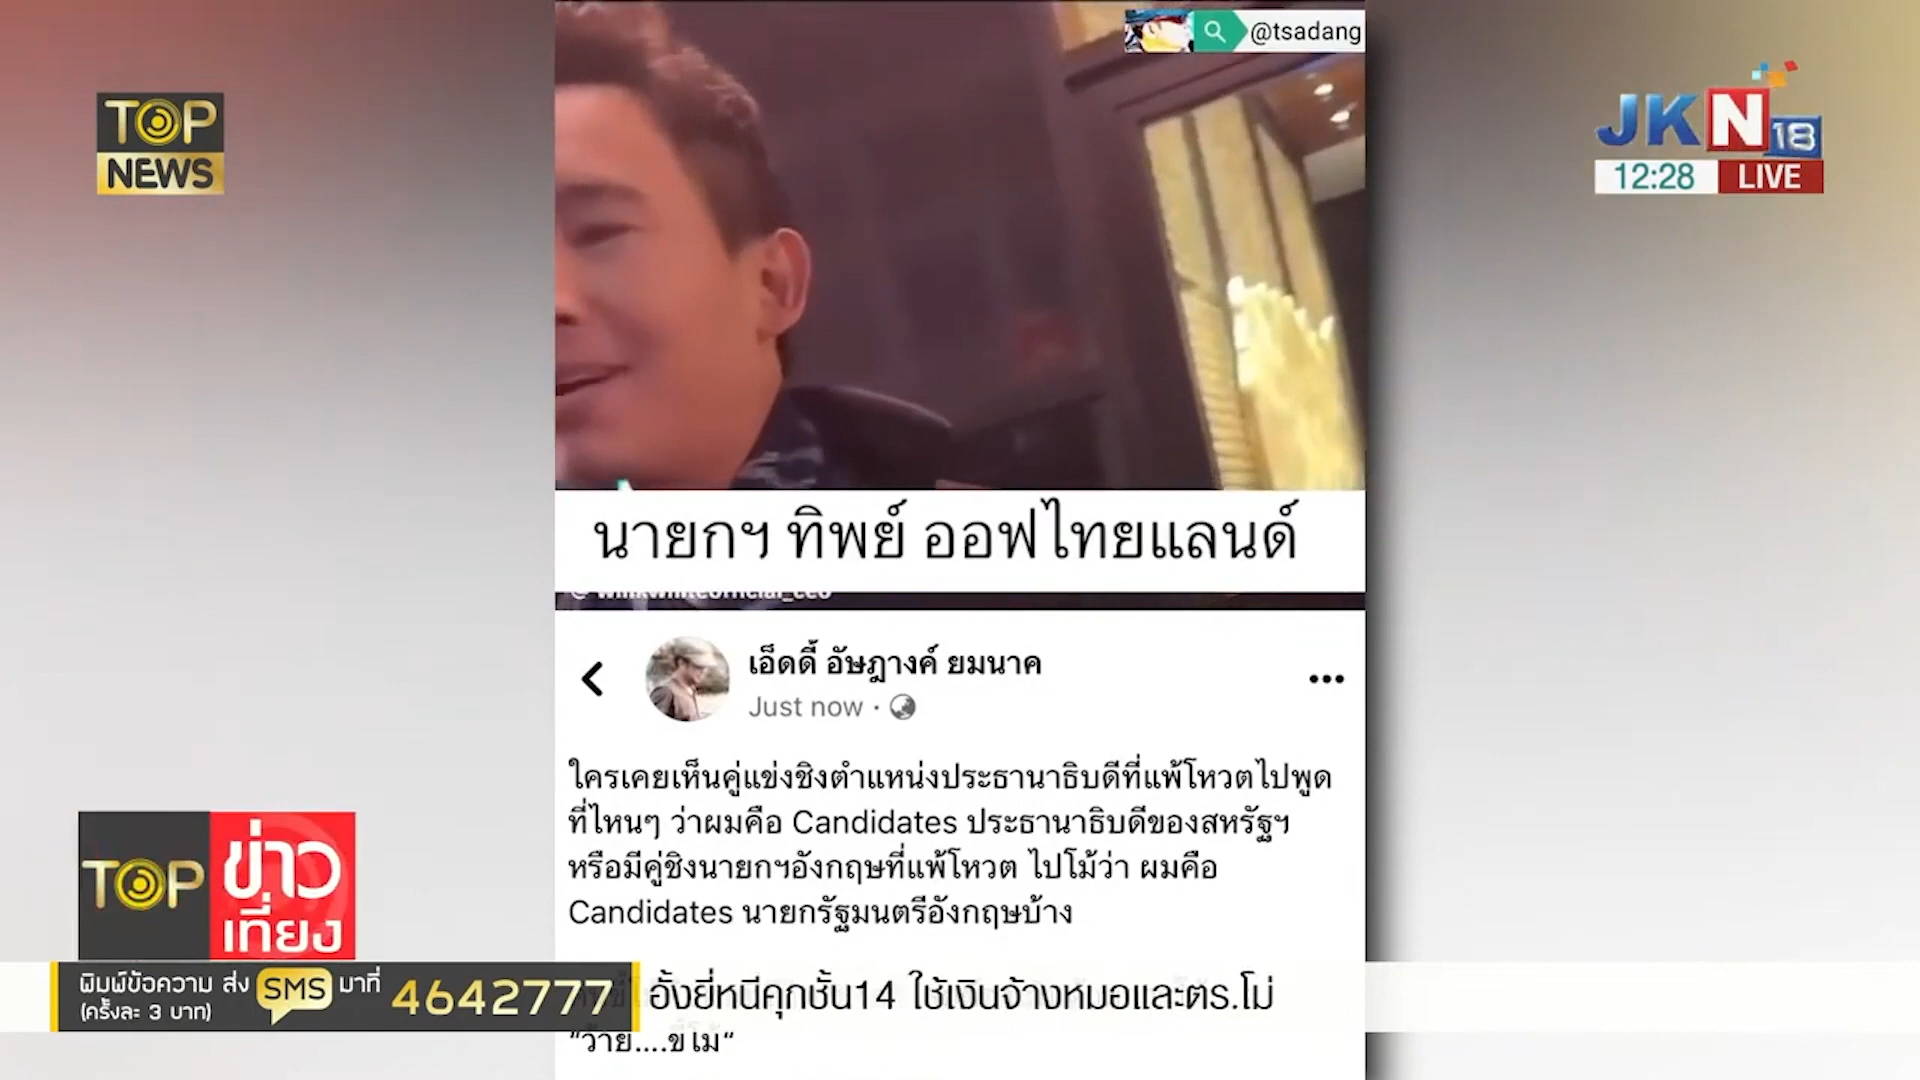 @tsadang
TOP
NEWS
JKN18
12:28 LIVE
นายกฯ ทิพย์ ออฟไทยแลนด์
เอ็ดดี้ อัษฎางค์ ยมนาค
Just now
ใครเคยเห็นคู่แข่งชิงตำแหน่งประธานาธิบดีที่แพ้โหวตไปพูด
ที่ไหนๆ ว่าผมคือ Candidates ประธานาธิบดีของสหรัฐฯ
หรือมีคู่ชิงนายกฯอังกฤษที่แพ้โหวต ไปโม้ว่า ผมคือ
Candidates นายกรัฐมนตรีอังกฤษบ้าง
TOP ข่าว
เที่ยง
พิมพ์ข้อความ ส่ง SMS มาที่ 4642777
(ครั้งละ 3 บาท)
อั้งยี่หนีคุกชั้น14 ใช้เงินจ้างหมอและตร.โม่
"ว้าย....ขี้โม้"